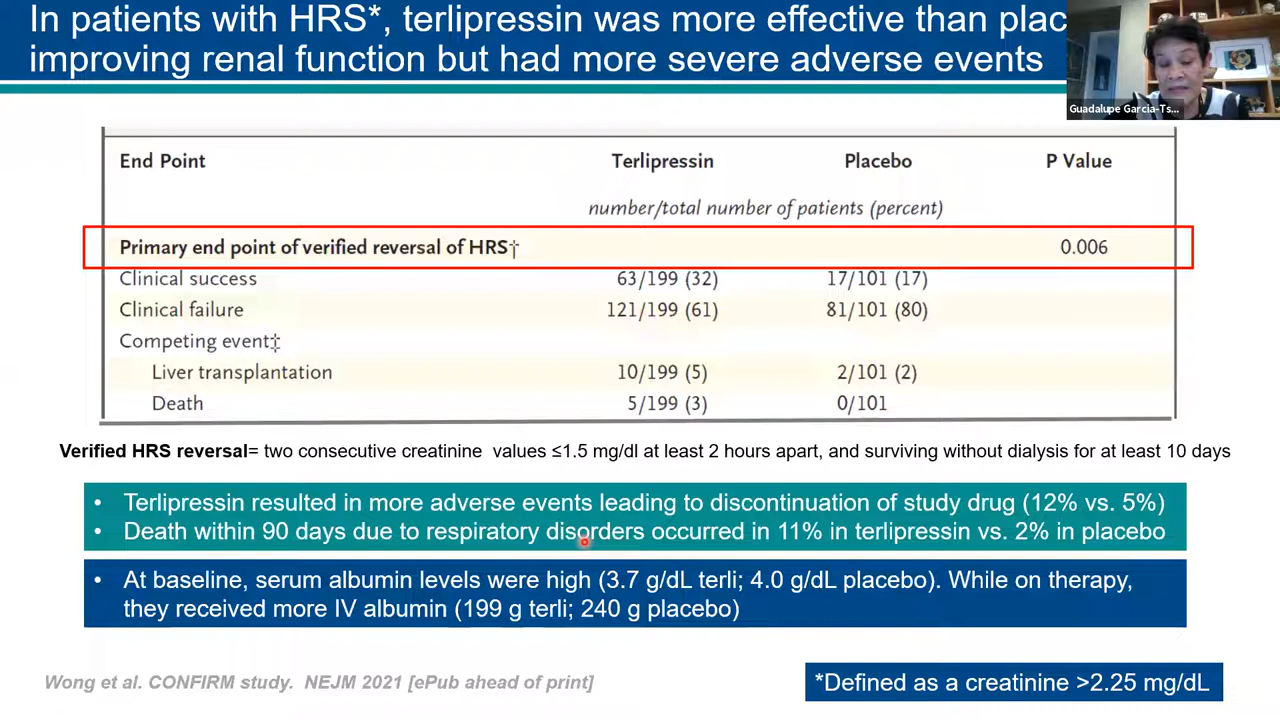 In patients with HRS*, terlipressin was more effective than plac
improving renal function but had more severe adverse events
Guadalupe Garcia-Ts...
End Point Terlipressin Placebo P Value
number/total number of patients (percent)
Primary end point of verified reversal of HRS† 0.006
Clinical success 63/199 (32) 17/101 (17)
Clinical failure 121/199 (61) 81/101 (80)
Competing event‡
Liver transplantation 10/199 (5) 2/101 (2)
Death 5/199 (3) 0/101
Verified HRS reversal= two consecutive creatinine values ≤1.5 mg/dl at least 2 hours apart, and surviving without dialysis for at least 10 days
• Terlipressin resulted in more adverse events leading to discontinuation of study drug (12% vs. 5%)
• Death within 90 days due to respiratory disorders occurred in 11% in terlipressin vs. 2% in placebo
• At baseline, serum albumin levels were high (3.7 g/dL terli; 4.0 g/dL placebo). While on therapy,
they received more IV albumin (199 g terli; 240 g placebo)
Wong et al. CONFIRM study. NEJM 2021 [ePub ahead of print]
*Defined as a creatinine >2.25 mg/dL